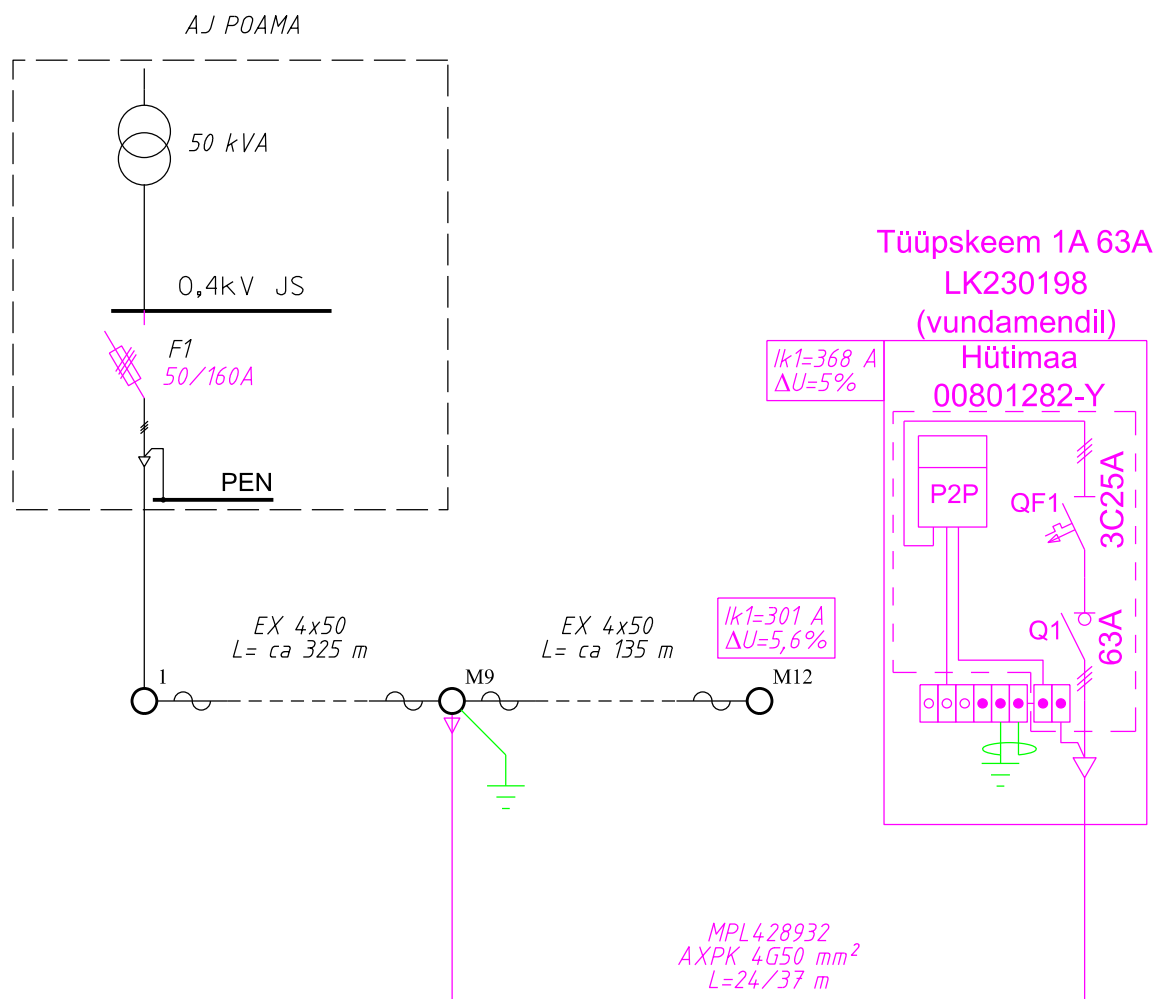 AJ POAMA
50 kVA
0,4kV JS
F1
50/160A
PEN
EX 4x50
L= ca 325 m
EX 4x50
L= ca 135 m
1
M9
M12
Ik1=301 A
ΔU=5,6%
Tüüpskeem 1A 63A
LK230198
(vundamendil)
Hütimaa
00801282-Y
Ik1=368 A
ΔU=5%
P2P
QF1
3C25A
Q1
63A
MPL428932
AXPK 4G50 mm²
L=24/37 m